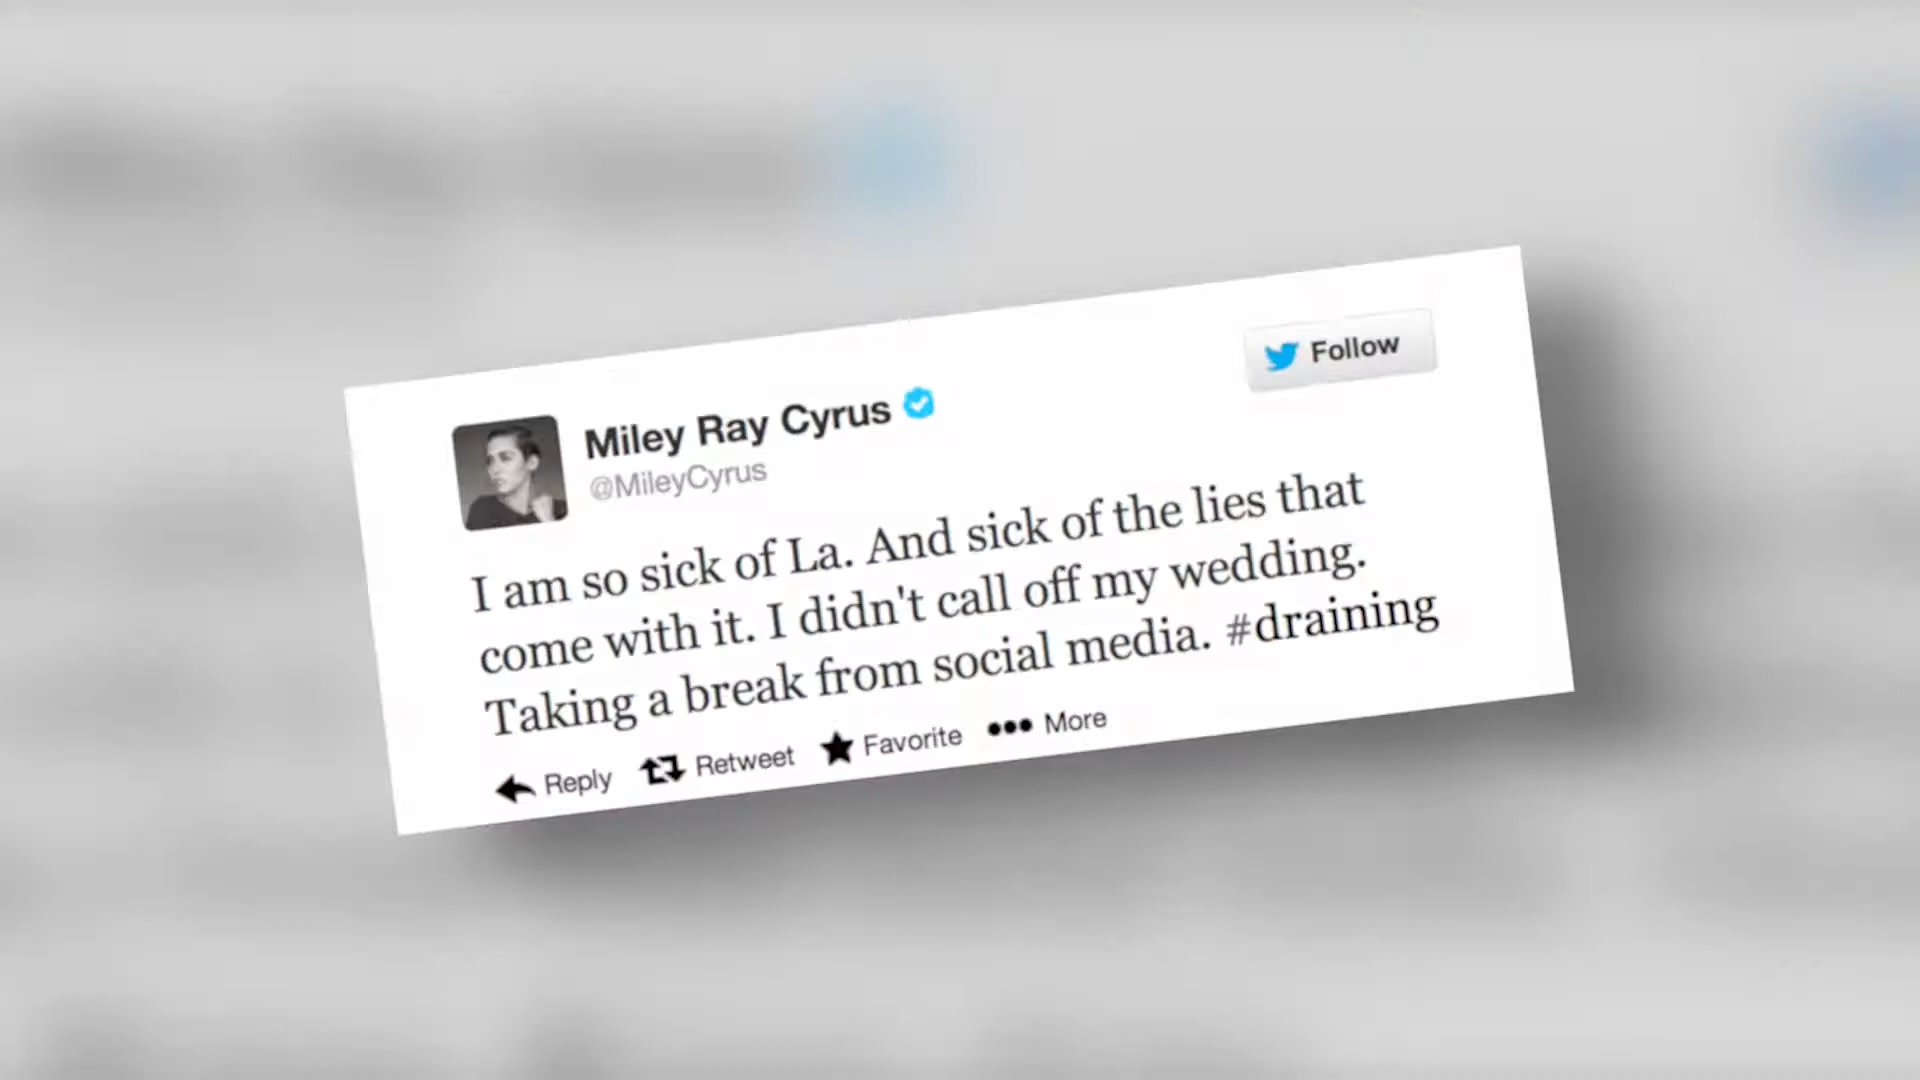 Follow
Miley Ray Cyrus
@MileyCyrus
I am so sick of La. And sick of the lies that
come with it. I didn't call off my wedding.
Taking a break from social media. #draining
Reply Retweet Favorite More